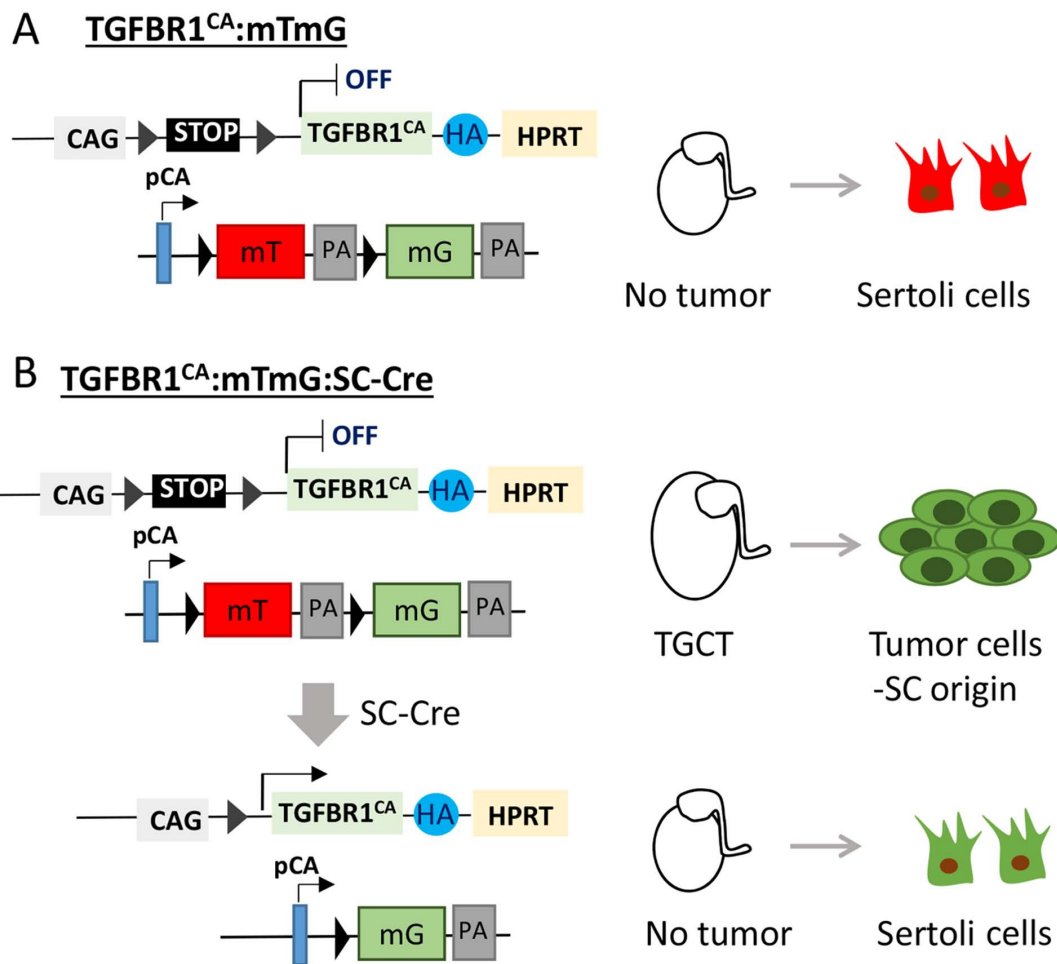 A TGFBR1CA:mTmG
OFF
CAG STOP TGFBR1CA HA HPRT
pCA
mT PA mG PA
No tumor Sertoli cells
B TGFBR1CA:mTmG:SC-Cre
OFF
CAG STOP TGFBR1CA HA HPRT
pCA
mT PA mG PA
TGCT Tumor cells
-SC origin
SC-Cre
CAG TGFBR1CA HA HPRT
pCA
mG PA
No tumor Sertoli cells